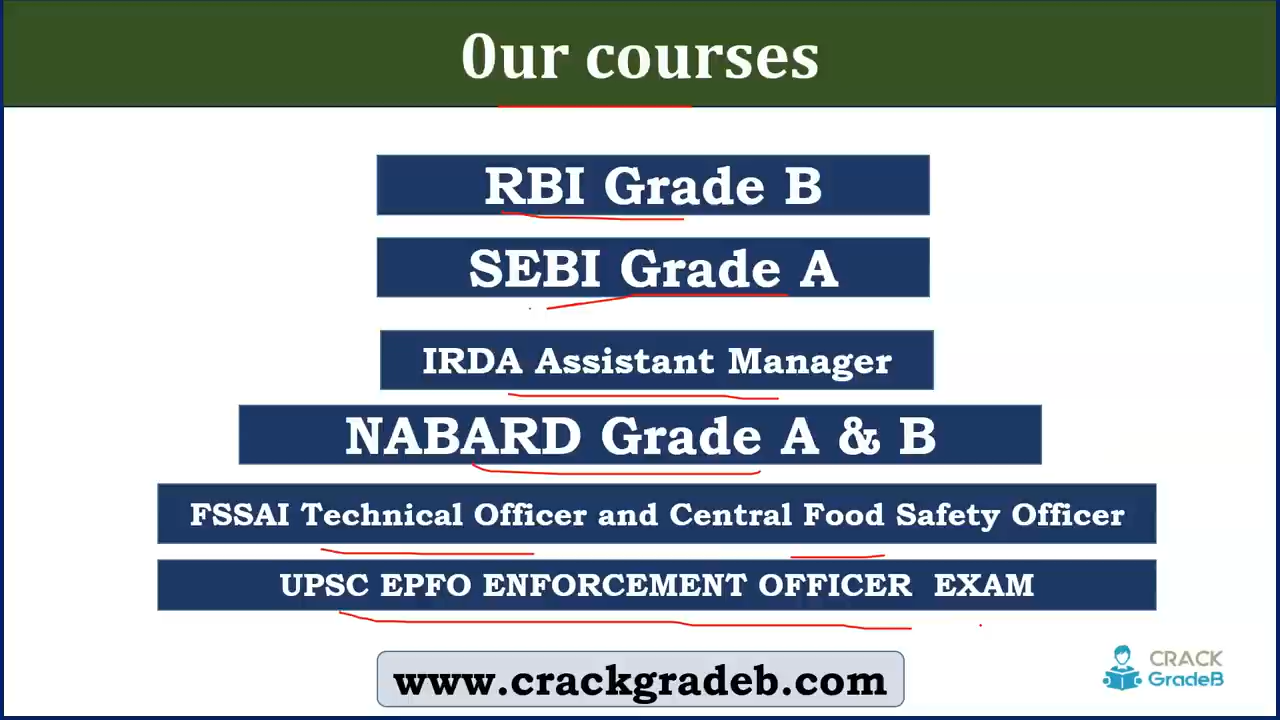 0ur courses
RBI Grade B
SEBI Grade A
IRDA Assistant Manager
NABARD Grade A & B
FSSAI Technical Officer and Central Food Safety Officer
UPSC EPFO ENFORCEMENT OFFICER EXAM
www.crackgradeb.com
CRACK
GradeB